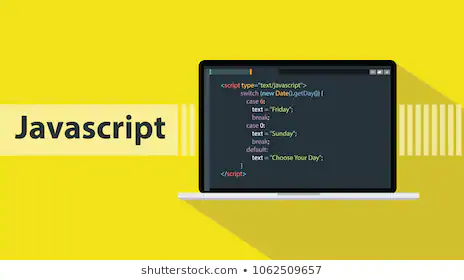 Javascript
<script type="text/javascript">
switch (new Date().getDay()) {
case 6:
text = "Friday";
break;
case 0:
text = "Sunday";
break;
default:
text = "Choose Your Day";
}
</script>
shutterstock.com • 1062509657